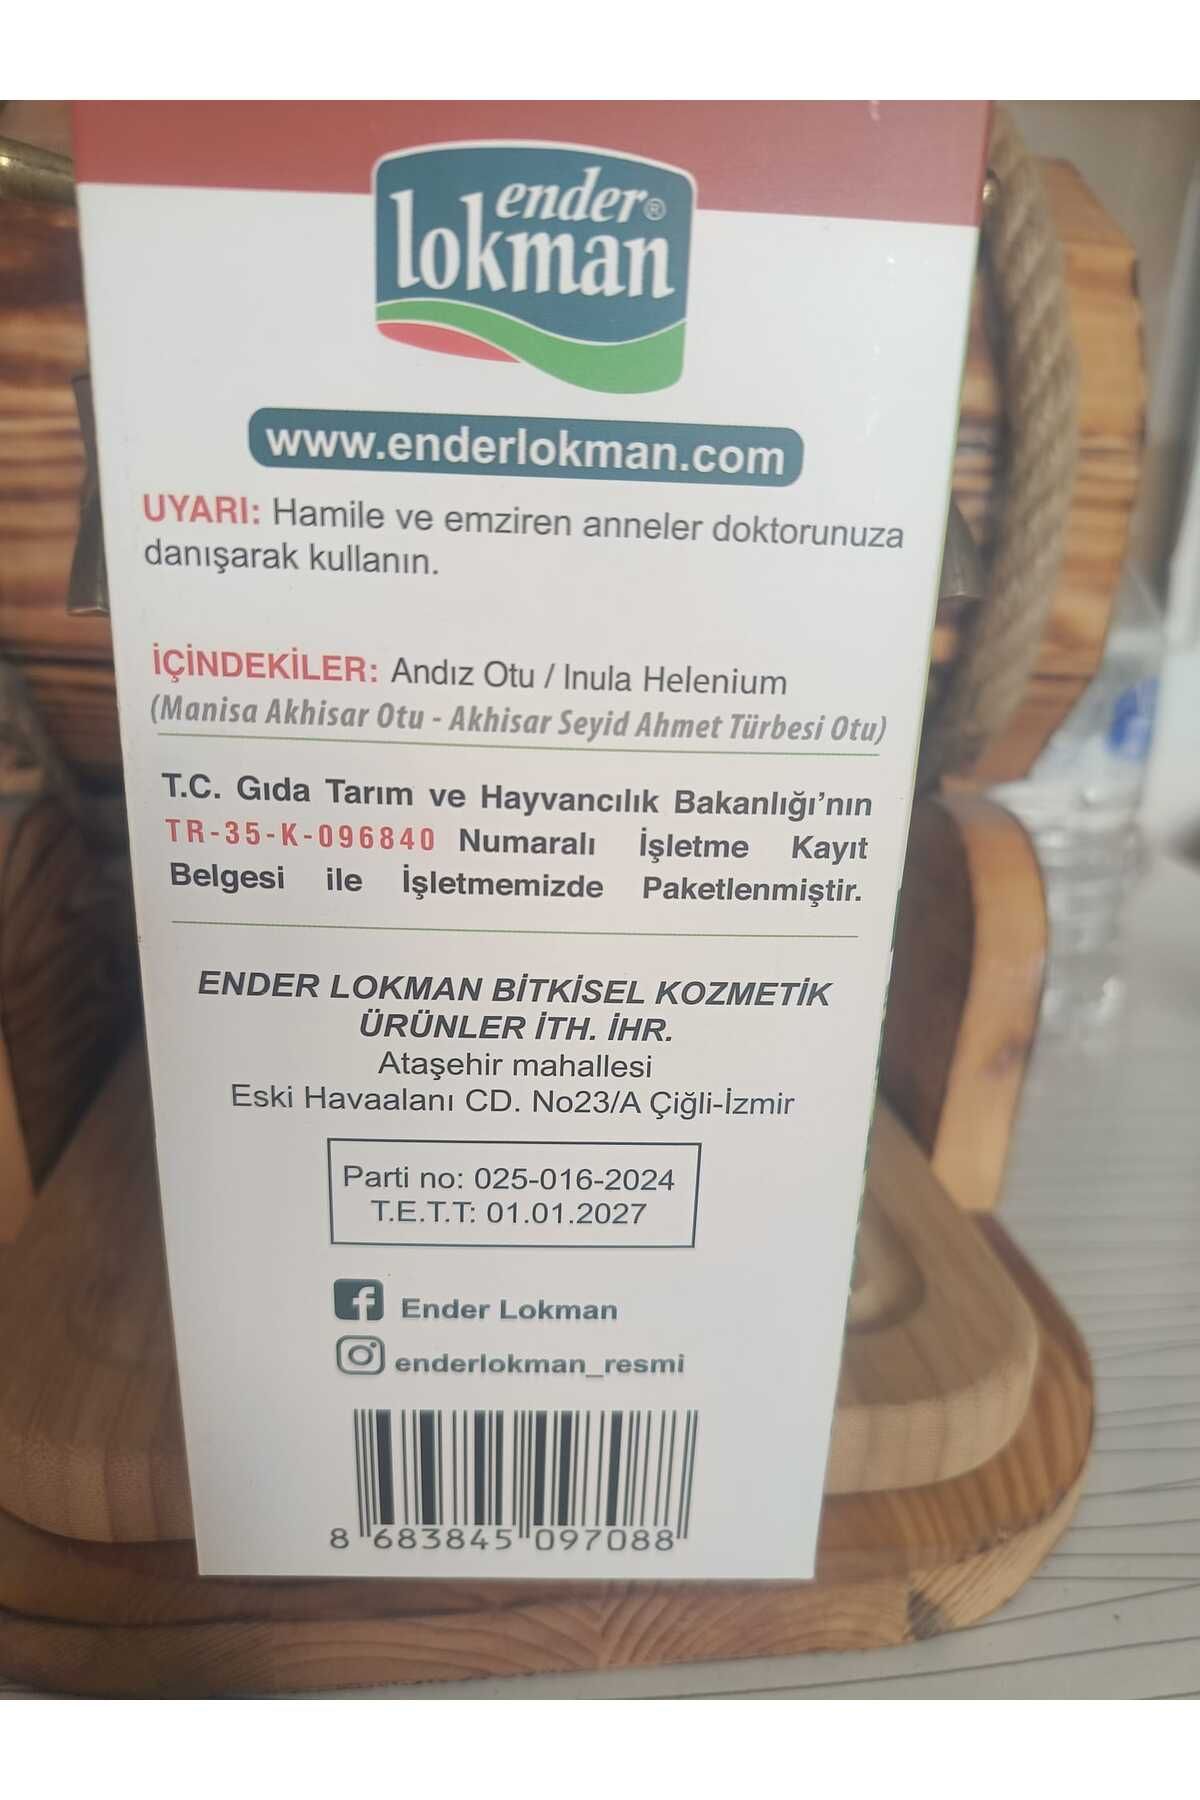 ender®
lokman
www.enderlokman.com
UYARI: Hamile ve emziren anneler doktorunuza
danışarak kullanın.
İÇİNDEKİLER: Andız Otu / Inula Helenium
(Manisa Akhisar Otu - Akhisar Seyid Ahmet Türbesi Otu)
T.C. Gıda Tarım ve Hayvancılık Bakanlığı'nın
TR-35-K-096840 Numaralı İşletme Kayıt
Belgesi ile İşletmemizde Paketlenmiştir.
ENDER LOKMAN BİTKİSEL KOZMETİK
ÜRÜNLER İTH. İHR.
Ataşehir mahallesi
Eski Havaalanı CD. No23/A Çiğli-İzmir
Parti no: 025-016-2024
T.E.T.T: 01.01.2027
Ender Lokman
enderlokman_resmi
8 683845 097088